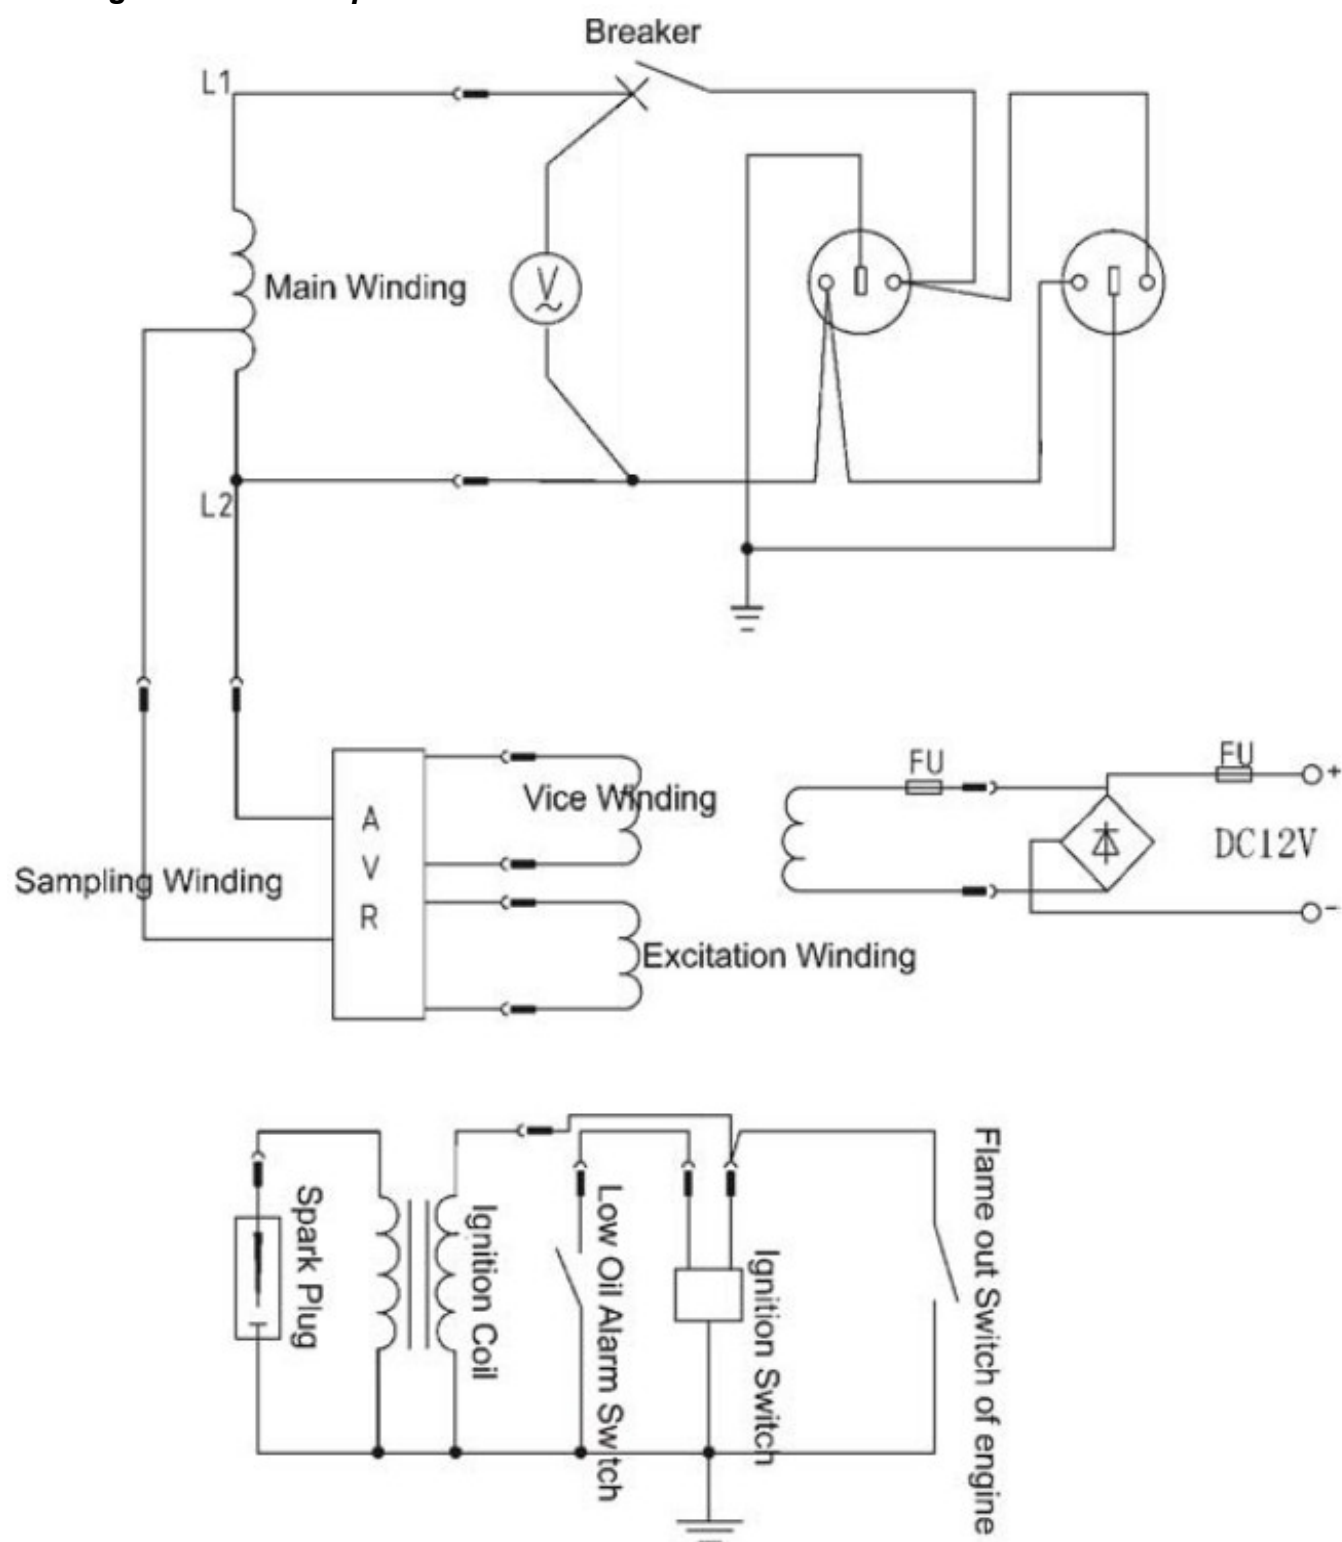 Breaker
L1
Main Winding
V
L2
FU
FU
+
Vice Winding
A
V
R
DC12V
Sampling Winding
-
Excitation Winding
Spark Plug
Ignition Coil
Low Oil Alarm Switch
Ignition Switch
Flame out Switch of engine